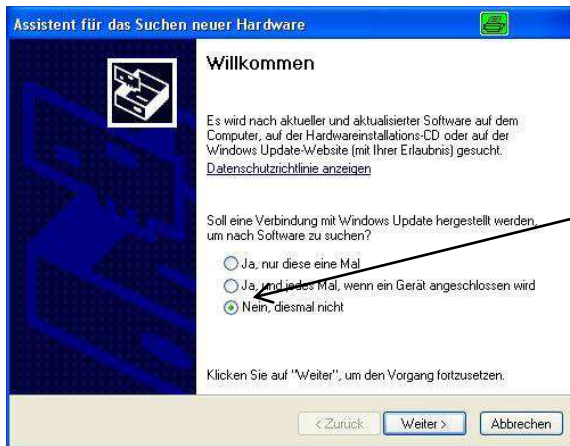 Assistent für das Suchen neuer Hardware
Willkommen
Es wird nach aktueller und aktualisierter Software auf dem
Computer, auf der Hardwareinstallations-CD oder auf der
Windows Update-Website (mit Ihrer Erlaubnis) gesucht.
Datenschutzrichtlinie anzeigen
Soll eine Verbindung mit Windows Update hergestellt werden,
um nach Software zu suchen?
Ja, nur diese eine Mal
Ja, und jedes Mal, wenn ein Gerät angeschlossen wird
Nein, diesmal nicht
Klicken Sie auf "Weiter", um den Vorgang fortzusetzen.
< Zurück Weiter > Abbrechen